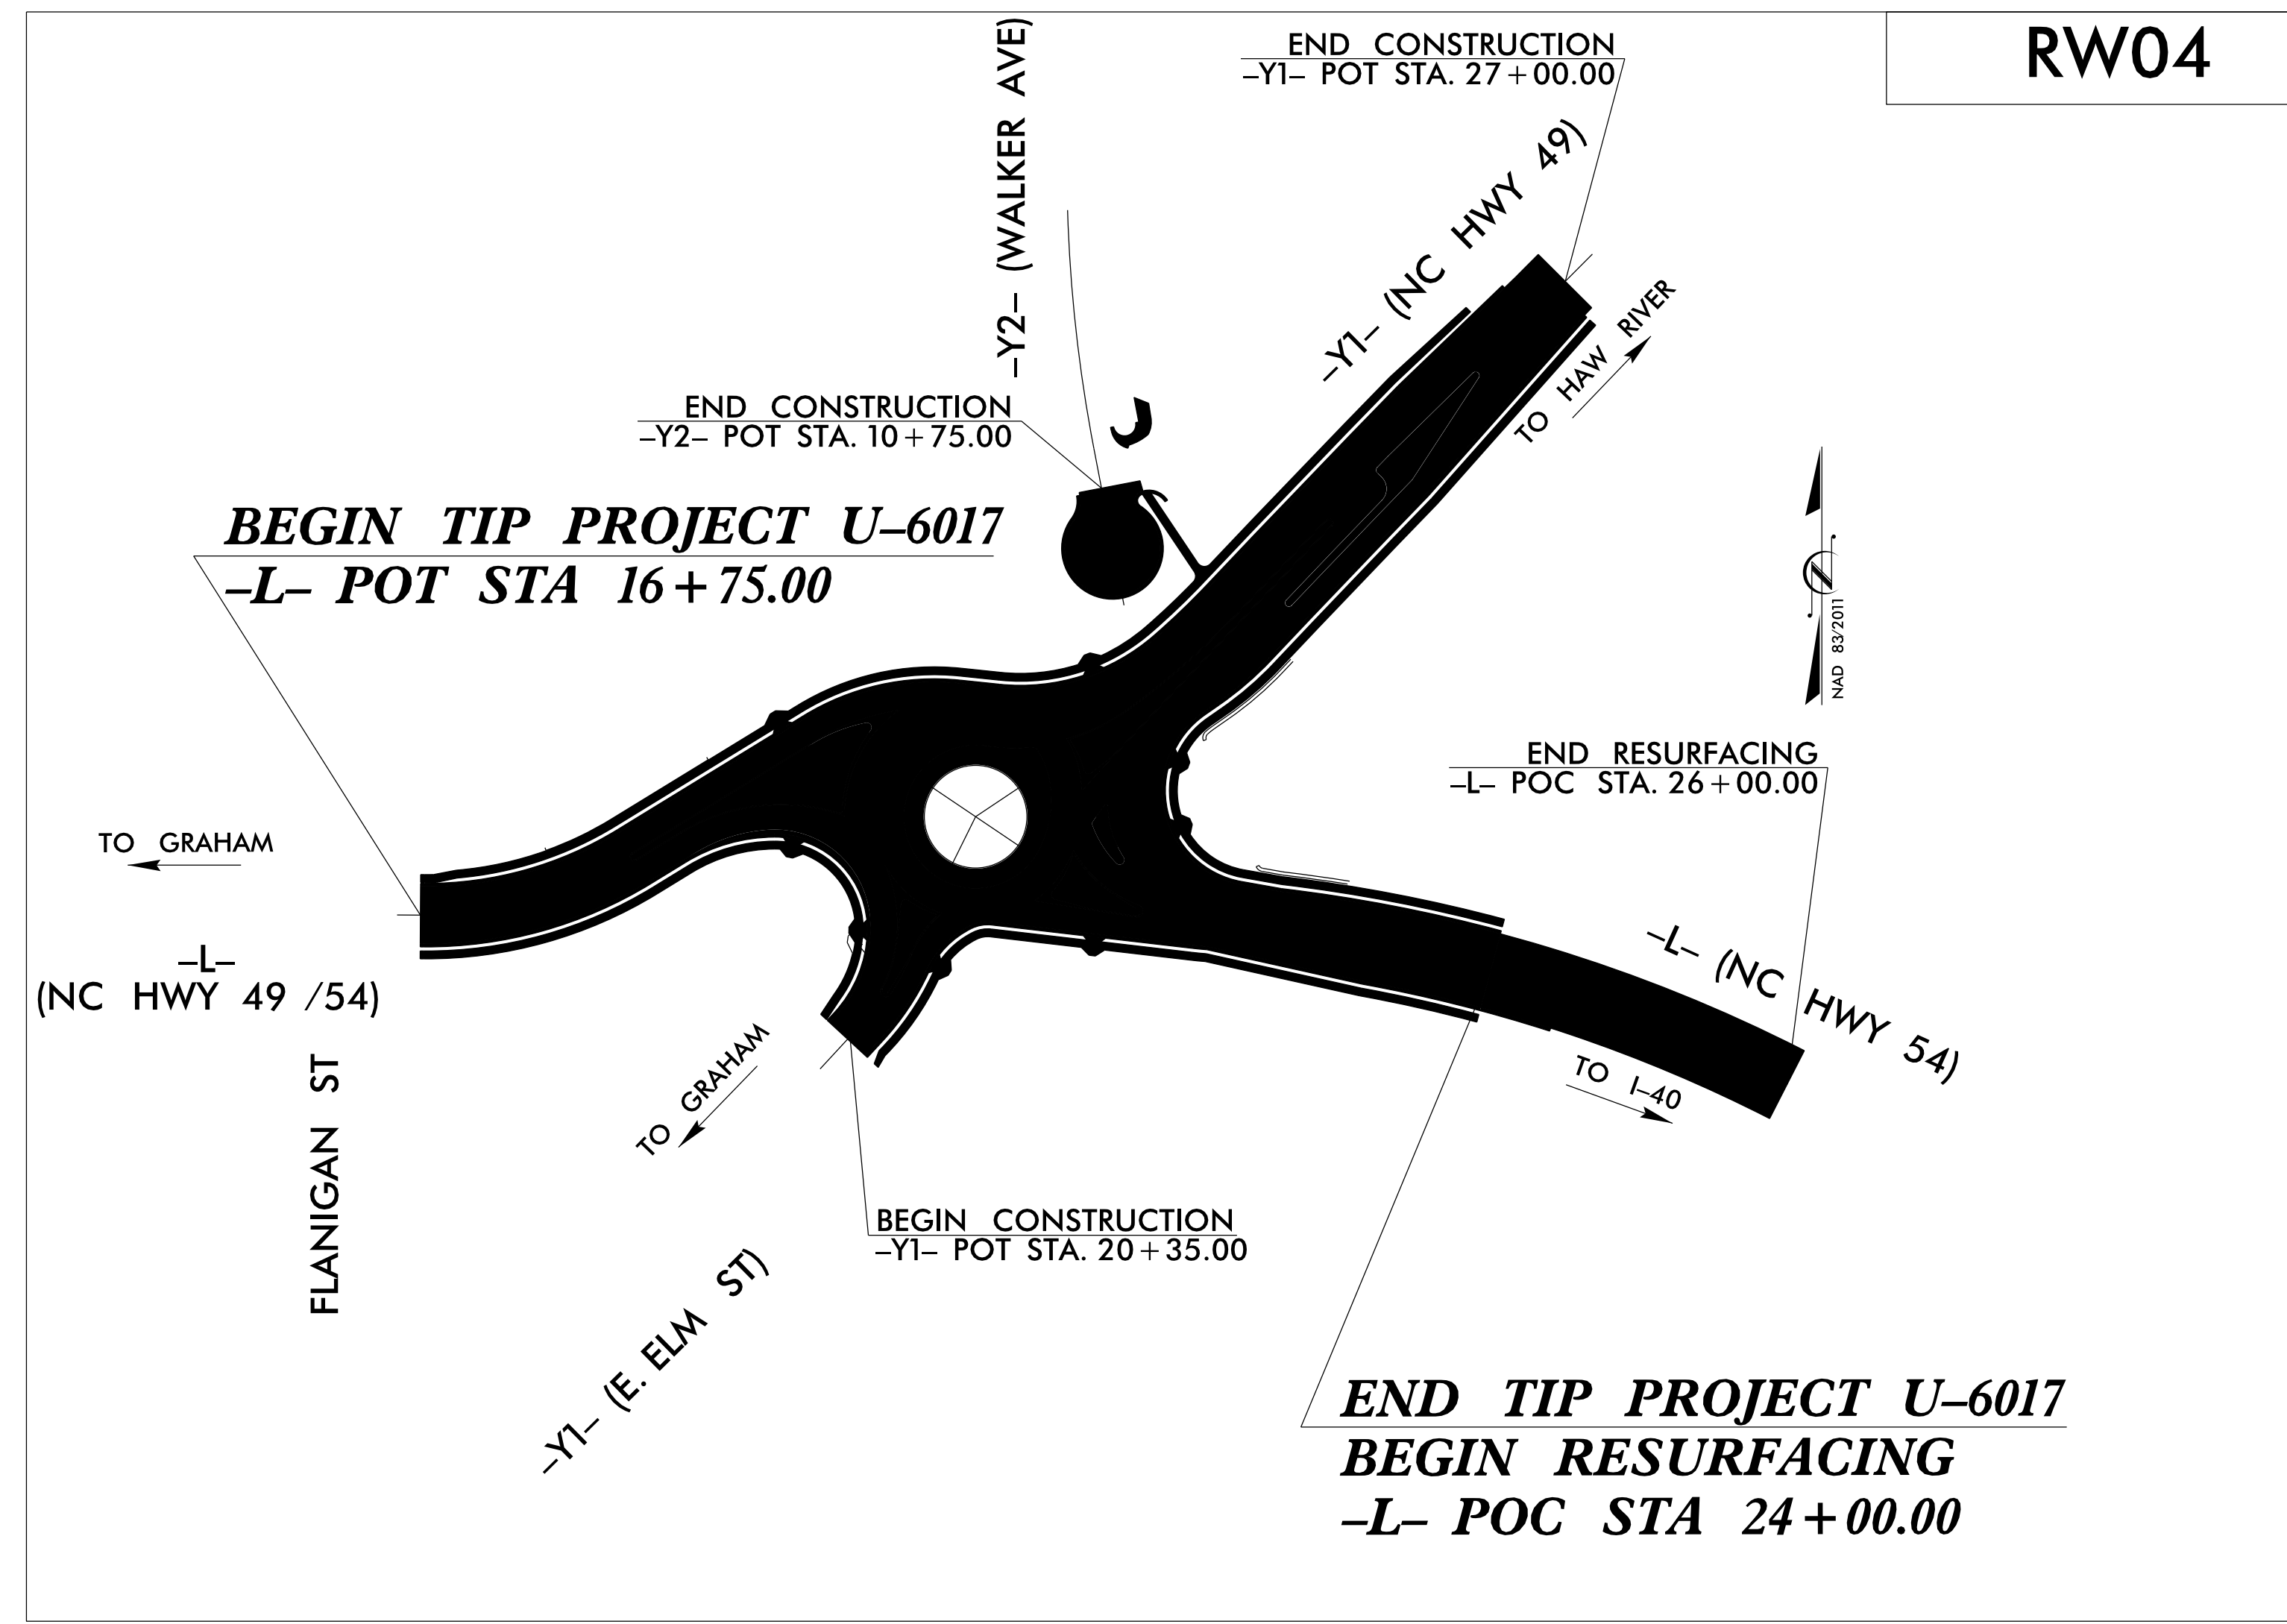 RW04
END CONSTRUCTION
–Y1– POT STA. 27+00.00
–Y2– (WALKER AVE)
–Y1– (NC HWY 49)
TO HAW RIVER
END CONSTRUCTION
–Y2– POT STA. 10+75.00
BEGIN TIP PROJECT U–6017
–L– POT STA 16+75.00
NAD 83/2011
END RESURFACING
–L– POC STA. 26+00.00
TO GRAHAM
–L–
(NC HWY 49 /54)
FLANIGAN ST
–L– (NC HWY 54)
TO I–40
TO GRAHAM
BEGIN CONSTRUCTION
–Y1– POT STA. 20+35.00
–Y1– (E. ELM ST)
END TIP PROJECT U–6017
BEGIN RESURFACING
–L– POC STA 24+00.00